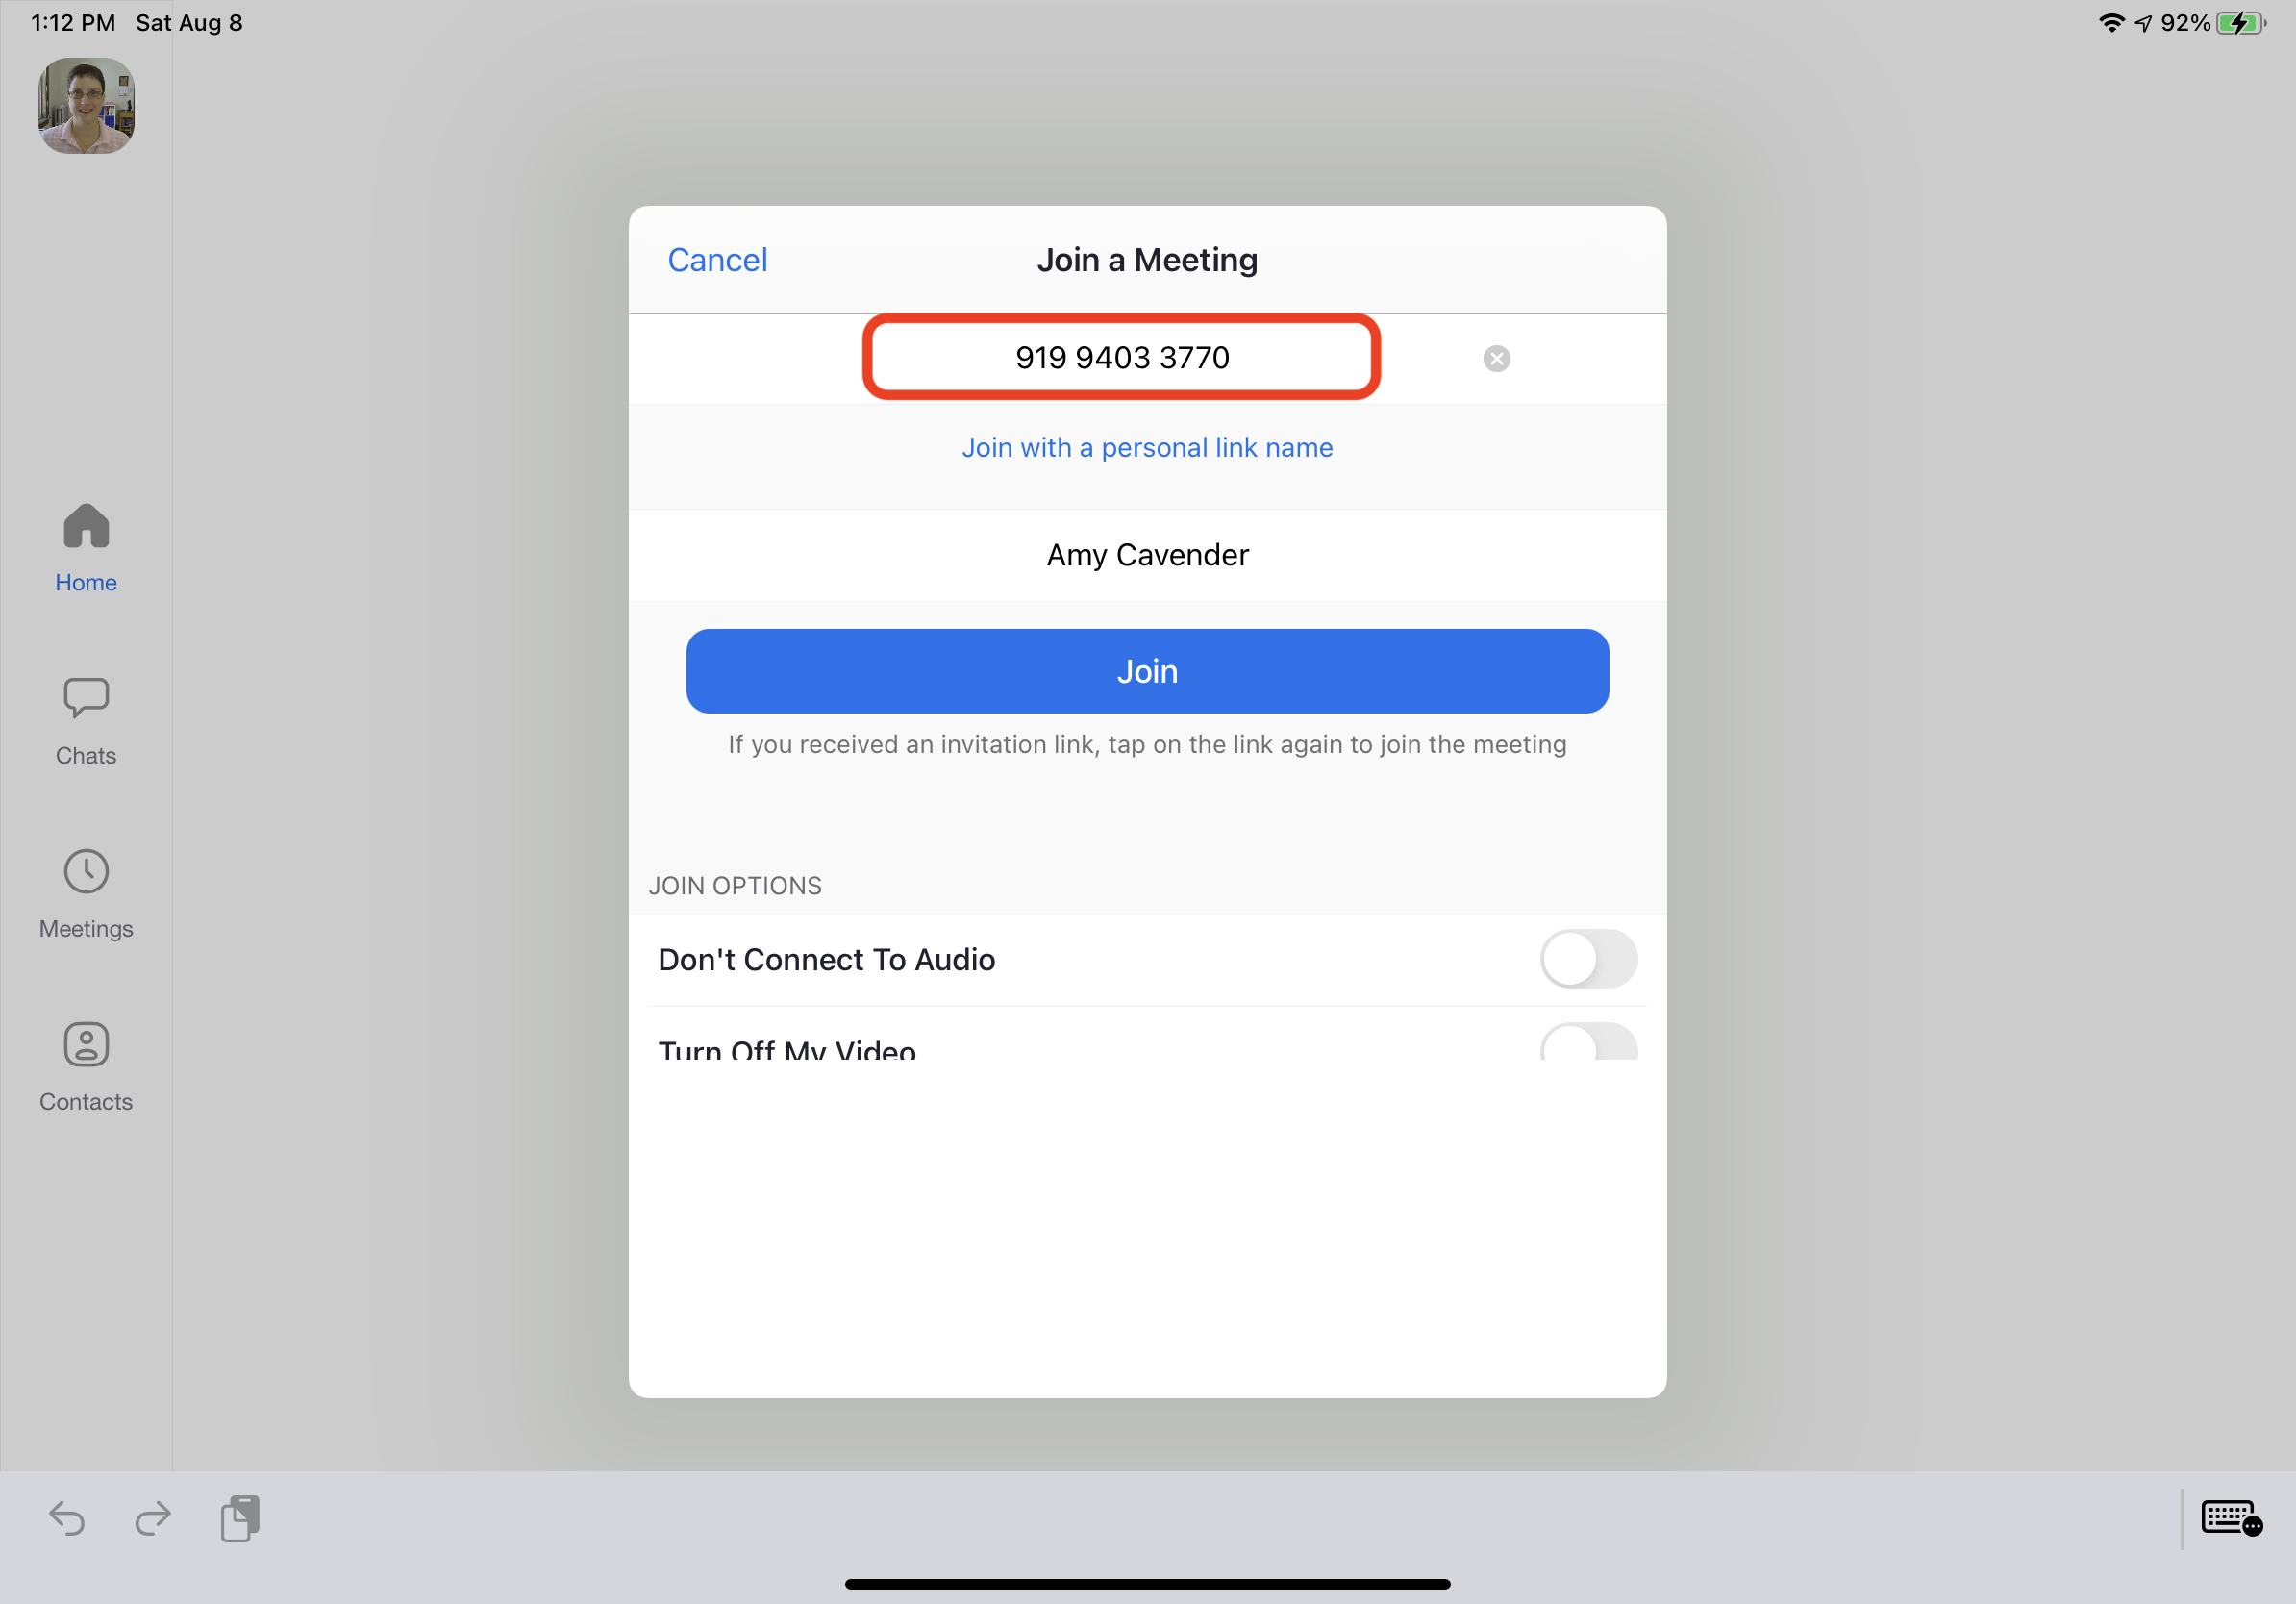 1:12 PM Sat Aug 8
92%
Cancel
Join a Meeting
919 9403 3770
Join with a personal link name
Amy Cavender
Join
If you received an invitation link, tap on the link again to join the meeting
JOIN OPTIONS
Don't Connect To Audio
Turn Off My Video
Home
Chats
Meetings
Contacts